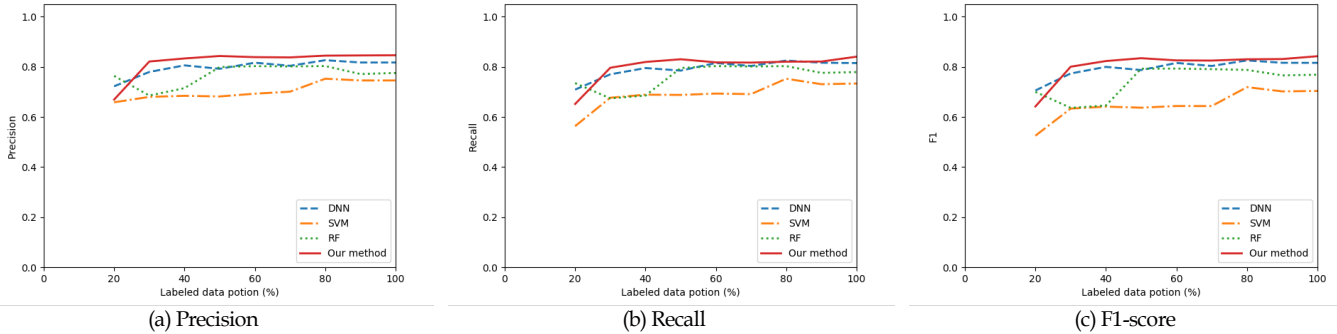 1.0
0.8
0.6
0.4
0.2
0.0
Precision
0 20 40 60 80 100
Labeled data potion (%)
DNN
SVM
RF
Our method
(a) Precision
1.0
0.8
0.6
0.4
0.2
0.0
Recall
0 20 40 60 80 100
Labeled data potion (%)
DNN
SVM
RF
Our method
(b) Recall
1.0
0.8
0.6
0.4
0.2
0.0
F1
0 20 40 60 80 100
Labeled data potion (%)
DNN
SVM
RF
Our method
(c) F1-score